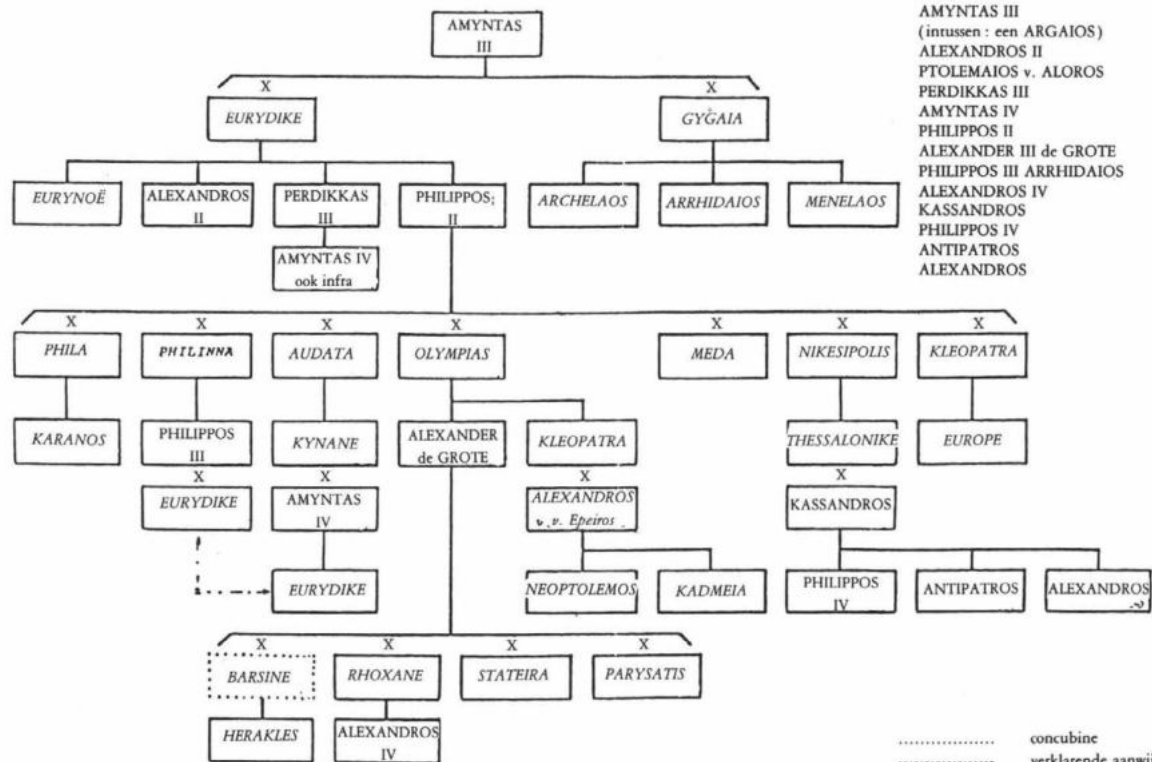 AMYNTAS III
(intussen : een ARGAIOS)
ALEXANDROS II
PTOLEMAIOS v. ALOROS
PERDIKKAS III
AMYNTAS IV
PHILIPPOS II
ALEXANDER III de GROTE
PHILIPPOS III ARRHIDAIOS
ALEXANDROS IV
KASSANDROS
PHILIPPOS IV
ANTIPATROS
ALEXANDROS
AMYNTAS
III
X X
EURYDIKE GYGAIA
EURYNOË ALEXANDROS PERDIKKAS PHILIPPOS; ARCHELAOS ARRHIDAIOS MENELAOS
II III II
AMYNTAS IV
ook infra
X X X X X X X
PHILA PHILINNA AUDATA OLYMPIAS MEDA NIKESIPOLIS KLEOPATRA
KARANOS PHILIPPOS KYNANE ALEXANDER KLEOPATRA THESSALONIKE EUROPE
III de GROTE
X X X X
EURYDIKE AMYNTAS ALEXANDROS KASSANDROS
IV v. Epeiros
EURYDIKE NEOPTOLEMOS KADMEIA PHILIPPOS ANTIPATROS ALEXANDROS
IV
X X X X
BARSINE RHOXANE STATEIRA PARYSATIS
HERAKLES ALEXANDROS
IV
concubine
verklarende